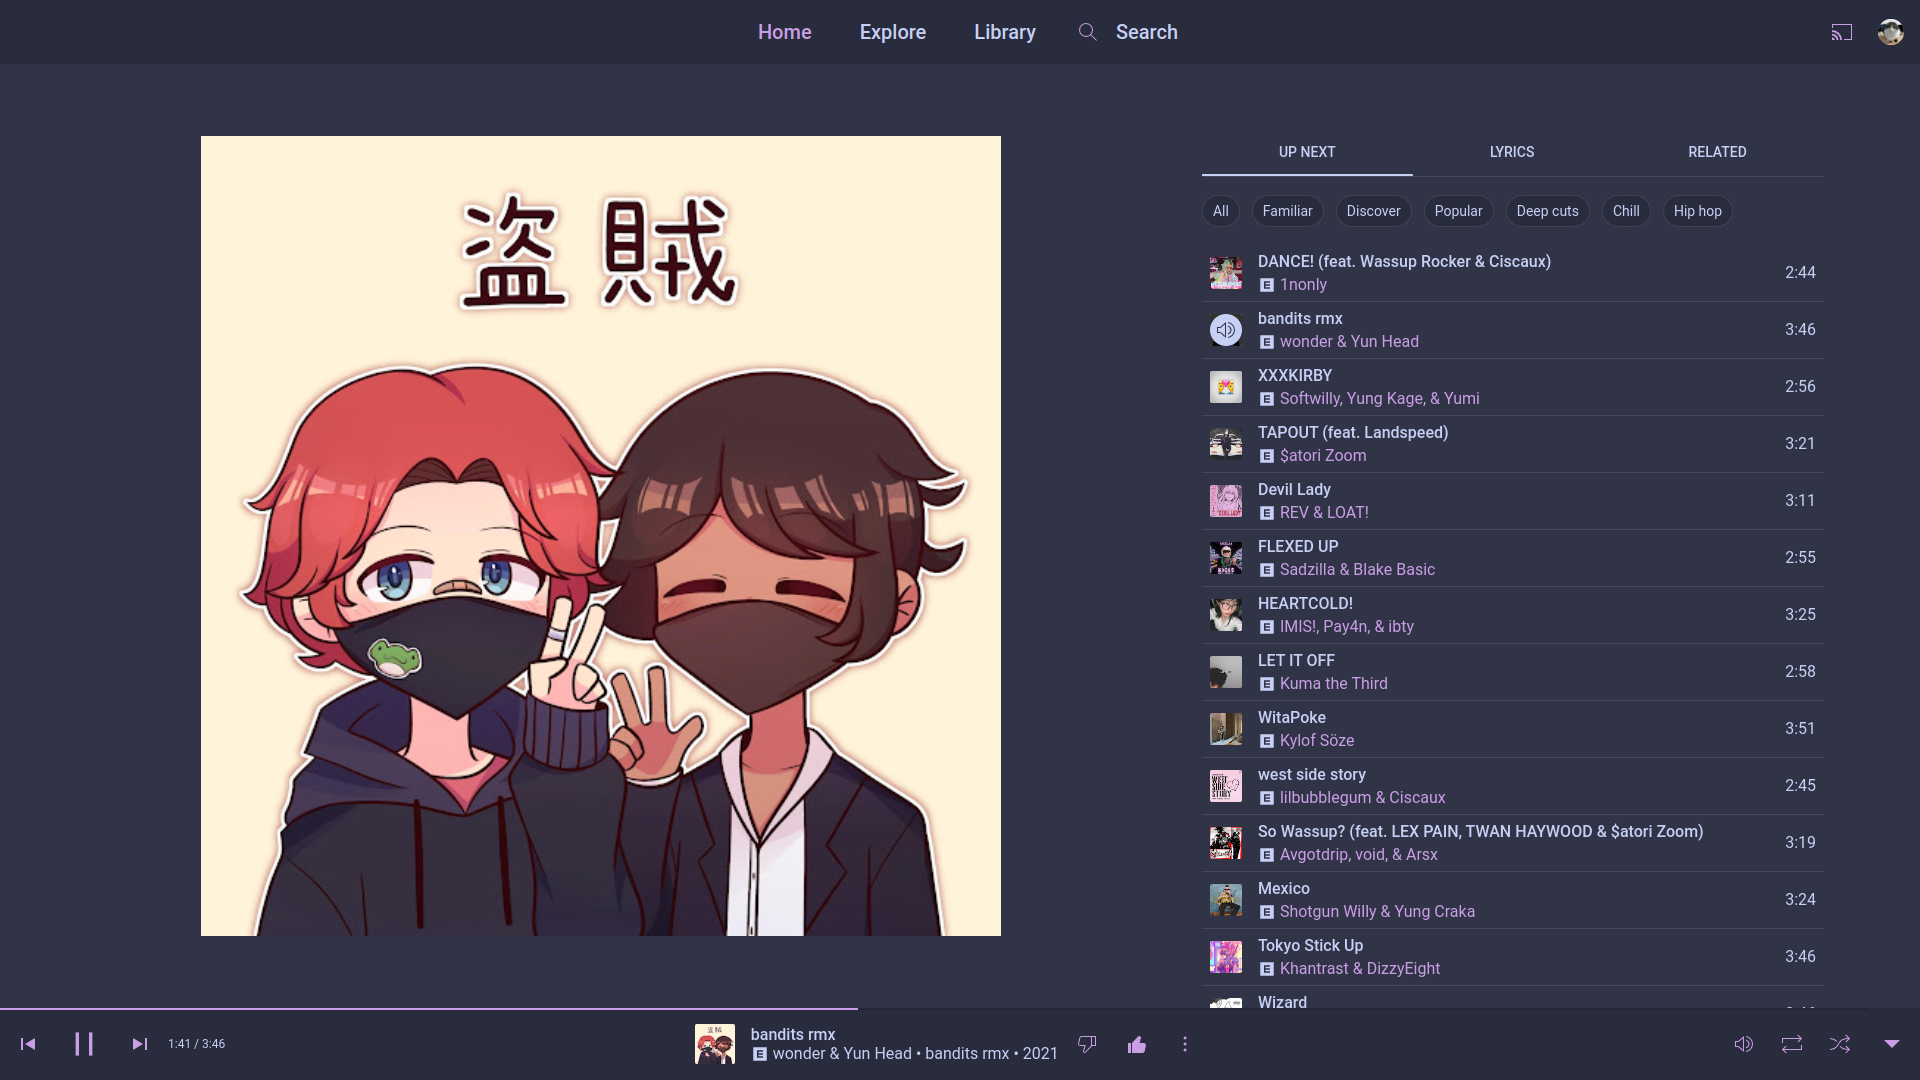 Home
Explore
Library
Search
盗賊
UP NEXT
LYRICS
RELATED
All
Familiar
Discover
Popular
Deep cuts
Chill
Hip hop
DANCE! (feat. Wassup Rocker & Ciscaux)
E 1nonly
2:44
bandits rmx
E wonder & Yun Head
3:46
XXXKIRBY
E Softwilly, Yung Kage, & Yumi
2:56
TAPOUT (feat. Landspeed)
E $atori Zoom
3:21
Devil Lady
E REV & LOAT!
3:11
FLEXED UP
E Sadzilla & Blake Basic
2:55
HEARTCOLD!
E IMIS!, Pay4n, & ibty
3:25
LET IT OFF
E Kuma the Third
2:58
WitaPoke
E Kylof Söze
3:51
WEST
SIDE
STORY
west side story
E lilbubblegum & Ciscaux
2:45
So Wassup? (feat. LEX PAIN, TWAN HAYWOOD & $atori Zoom)
E Avgotdrip, void, & Arsx
3:19
Mexico
E Shotgun Willy & Yung Craka
3:24
Tokyo Stick Up
E Khantrast & DizzyEight
3:46
Wizard
1:41 / 3:46
盗賊
bandits rmx
E wonder & Yun Head • bandits rmx • 2021